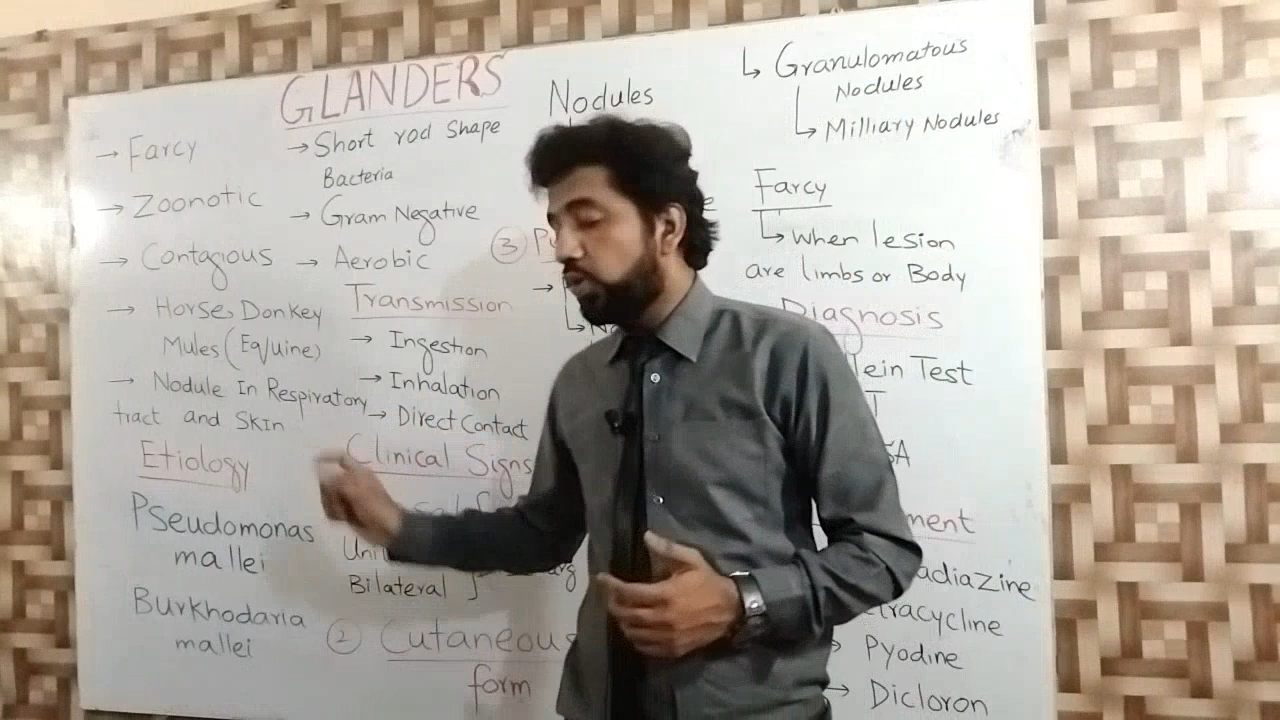 GLANDERS
→ Farcy
→ Zoonotic
→ Contagious
→ Horse, Donkey
Mules (Equine)
→ Nodule In Respiratory
tract and Skin
Etiology
Pseudomonas
mallei
Burkhodaria
mallei
→ Short rod Shape
Bacteria
→ Gram Negative
→ Aerobic
Transmission
→ Ingestion
→ Inhalation
→ Direct Contact
Clinical Signs
Bilateral
② Cutaneous
form
Nodules
③
↳ Granulomatous
Nodules
↳ Milliary Nodules
Farcy
↳ when lesion
are limbs or Body
Diagnosis
Test
→ Pyodine
→ Dicloron